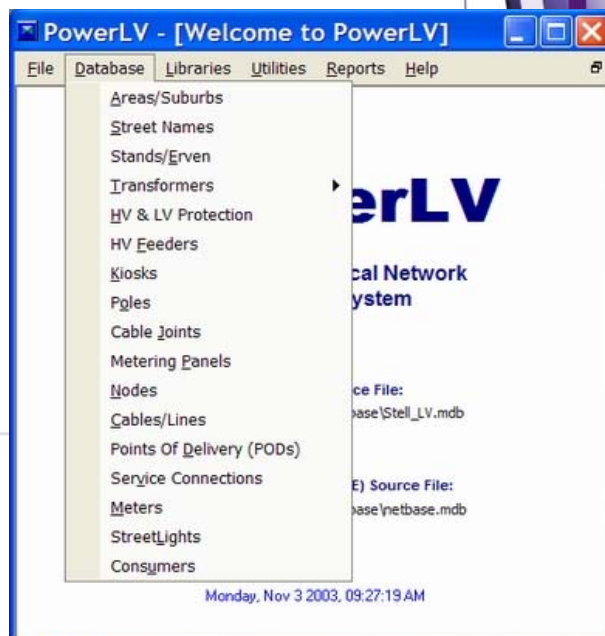 PowerLV - [Welcome to PowerLV]
File Database Libraries Utilities Reports Help
Areas/Suburbs
Street Names
Stands/Erven
Transformers
HV & LV Protection
HV Feeders
Kiosks
Poles
Cable Joints
Metering Panels
Nodes
Cables/Lines
Points Of Delivery (PODs)
Service Connections
Meters
StreetLights
Consumers
erLV
cal Network
ystem
ce File:
base\Stell_LV.mdb
E) Source File:
base\netbase.mdb
Monday, Nov 3 2003, 09:27:19 AM